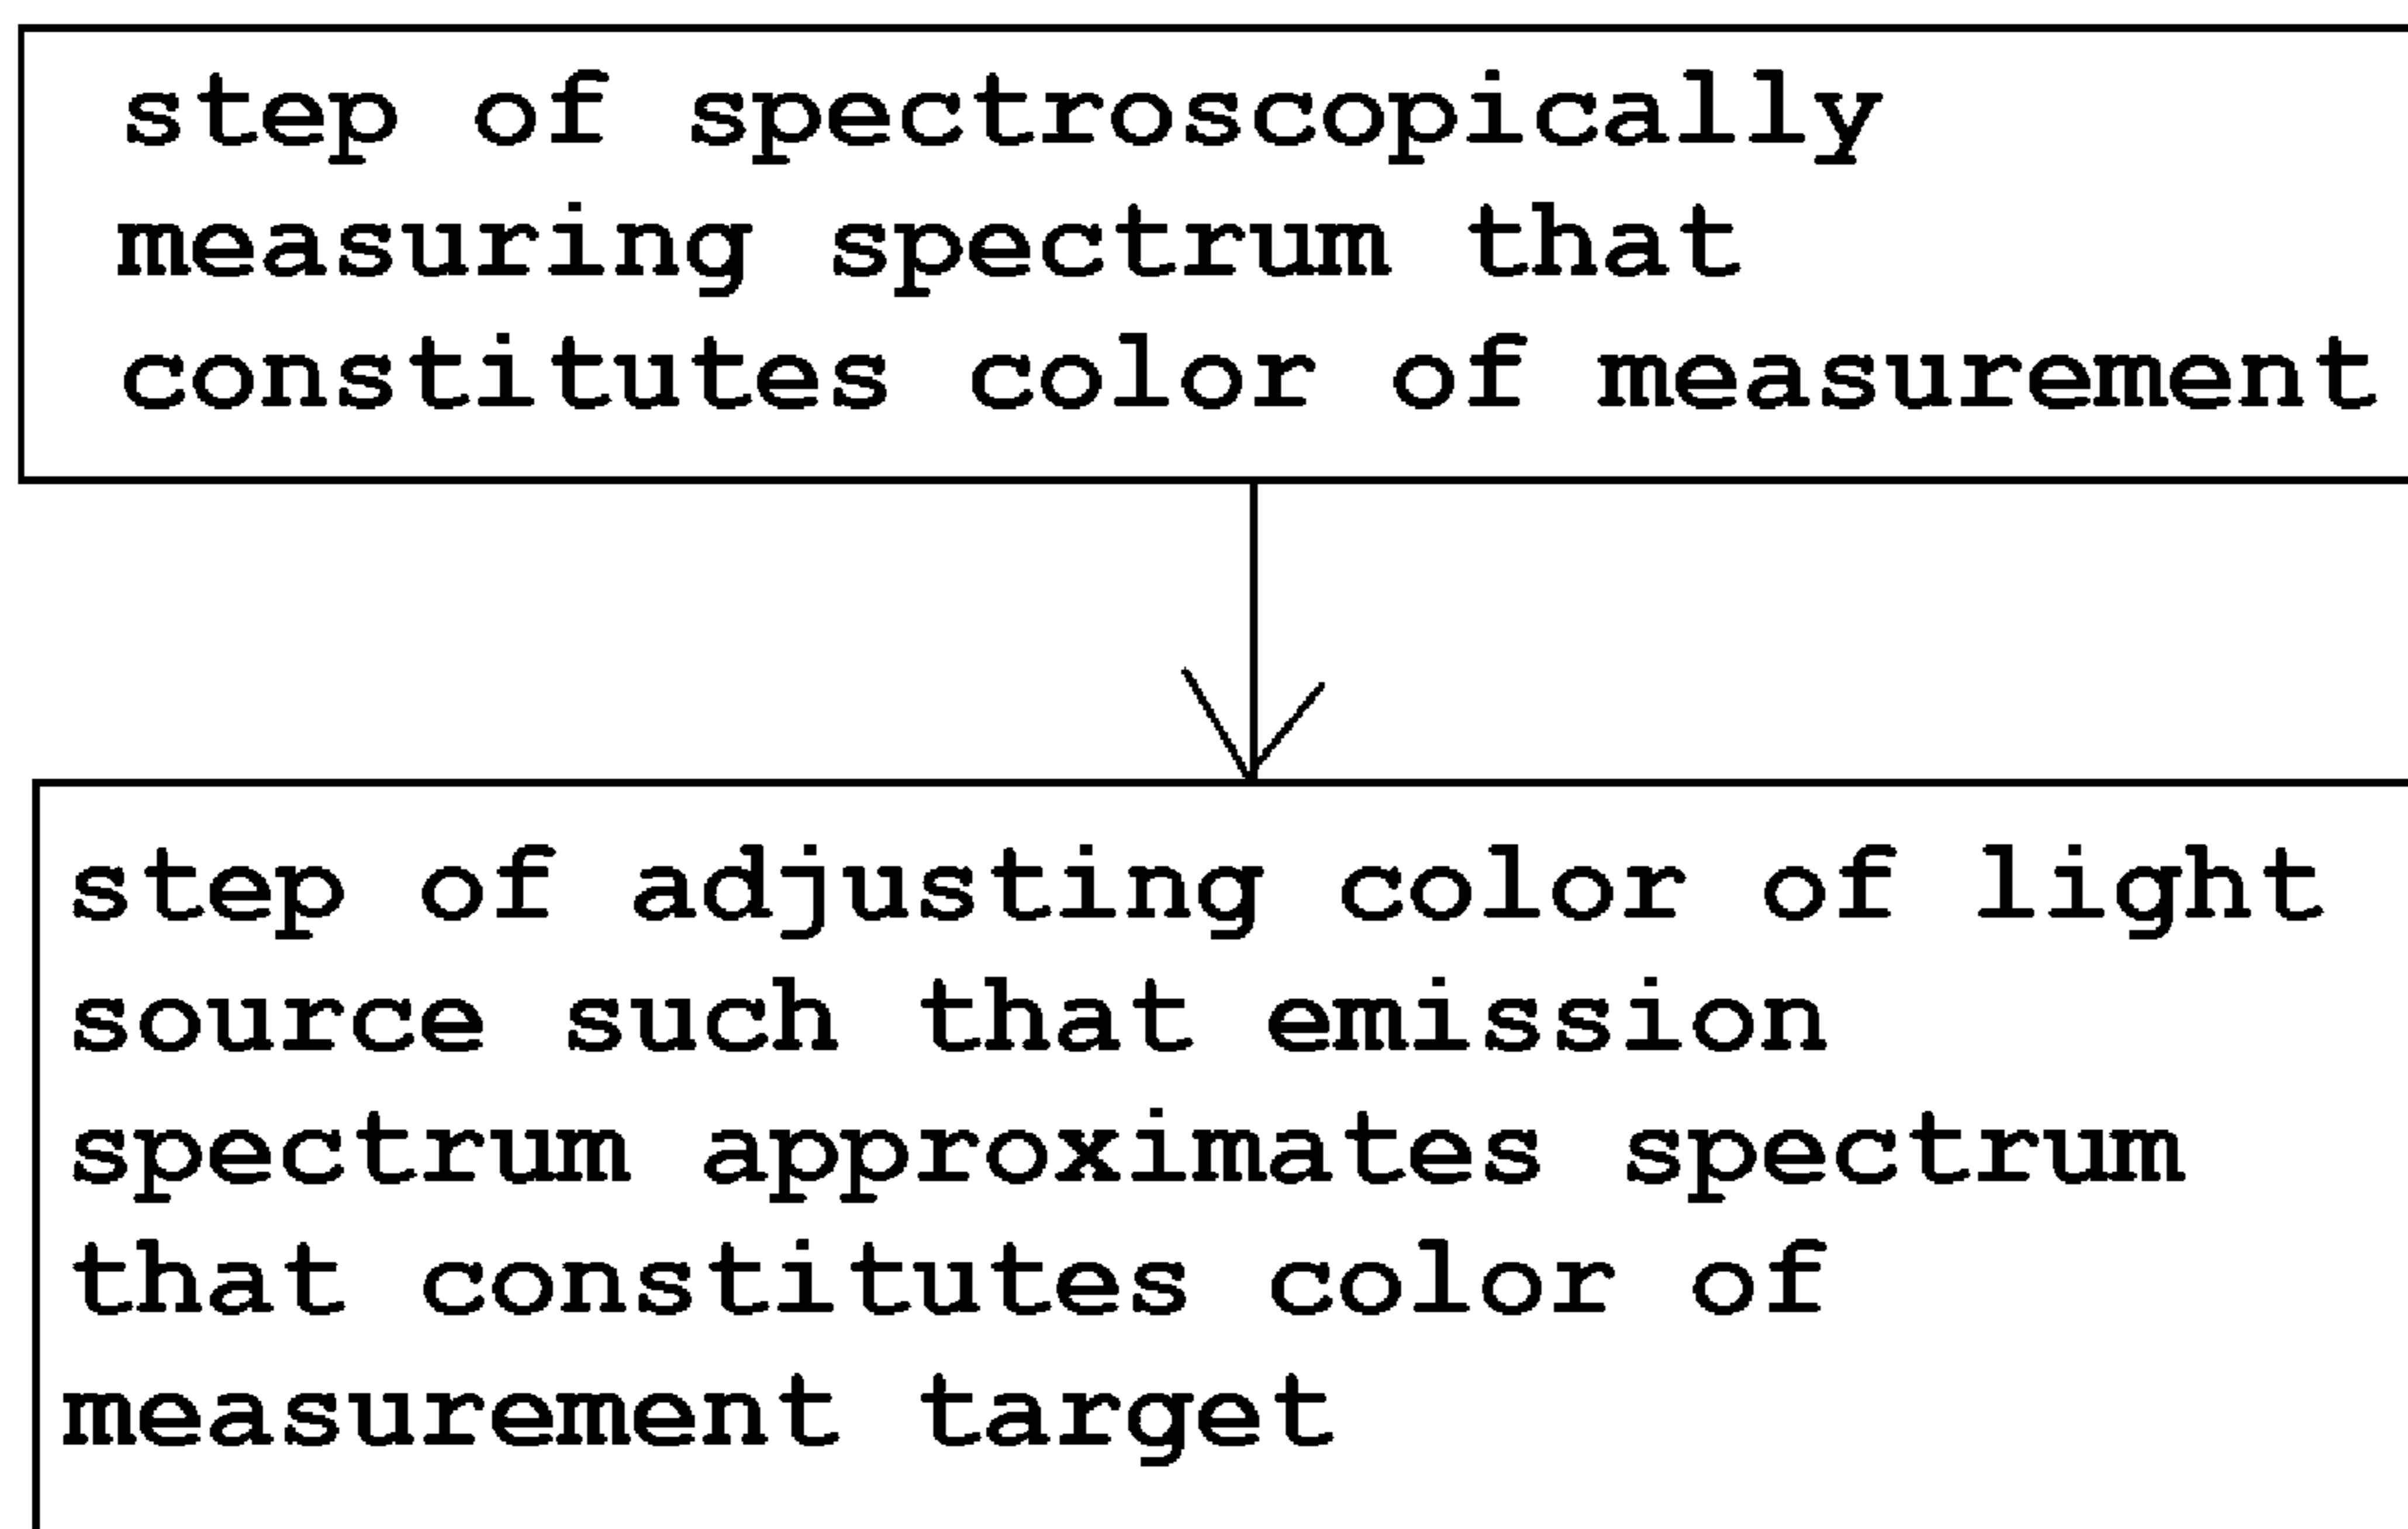 step of spectroscopically
measuring spectrum that
constitutes color of measurement
step of adjusting color of light
source such that emission
spectrum approximates spectrum
that constitutes color of
measurement target